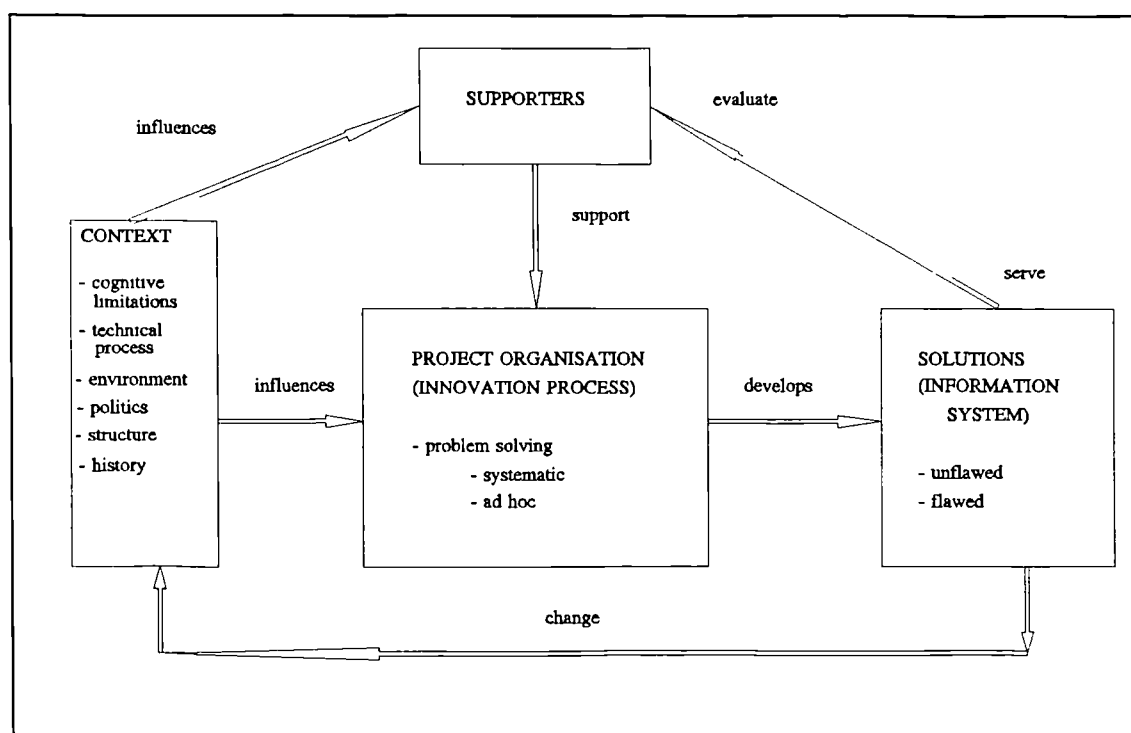 SUPPORTERS
evaluate
influences
support
serve
CONTEXT
- cognitive
limitations
- technical
process
- environment
- politics
- structure
- history
influences
PROJECT ORGANISATION
(INNOVATION PROCESS)
- problem solving
- systematic
- ad hoc
develops
SOLUTIONS
(INFORMATION
SYSTEM)
- unflawed
- flawed
change